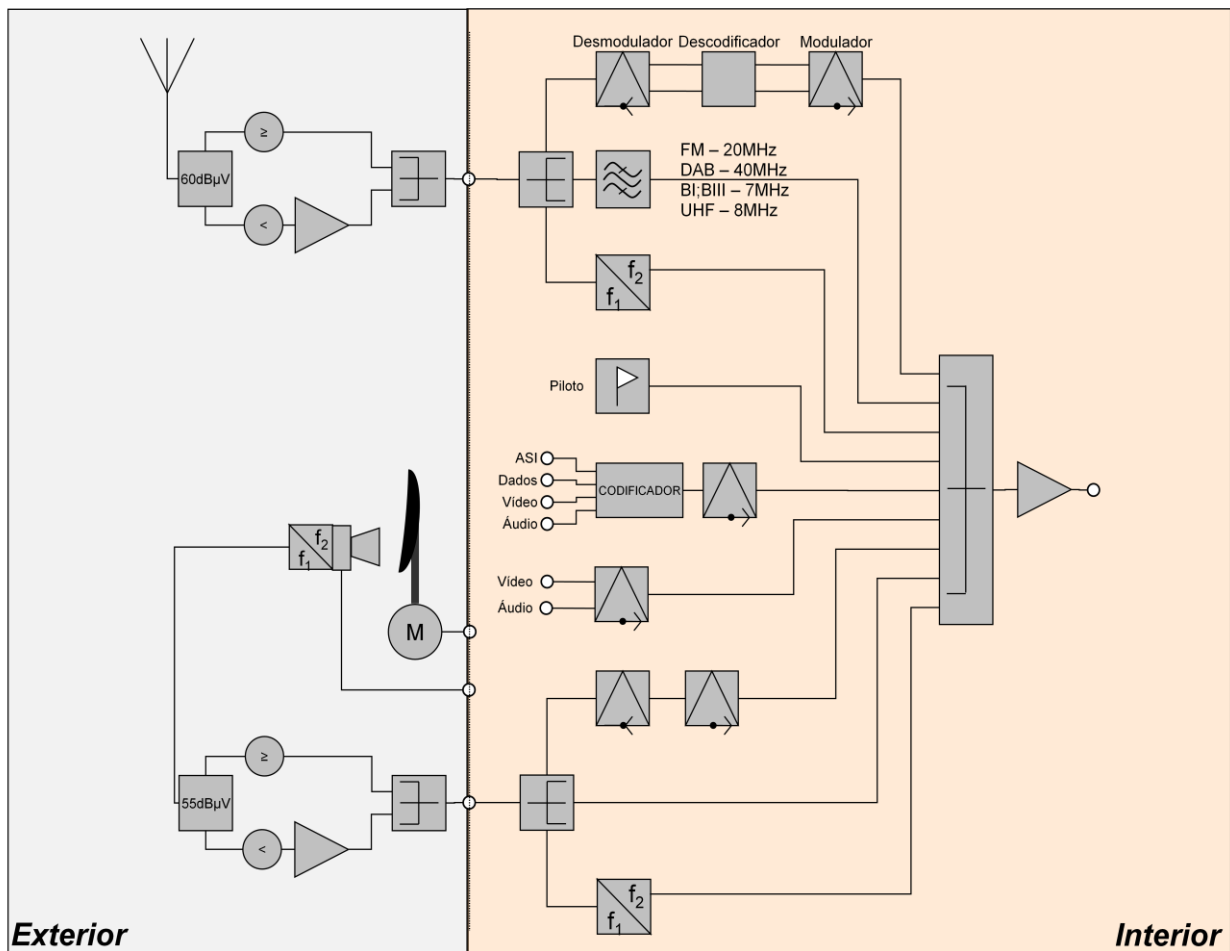 Desmodulador
Descodificador
Modulador
≥
60dBµV
<
FM – 20MHz
DAB – 40MHz
BI;BIII – 7MHz
UHF – 8MHz
f2
f1
Piloto
ASI
Dados
Vídeo
Áudio
CODIFICADOR
f2
f1
Vídeo
Áudio
M
≥
55dBµV
<
f2
f1
Exterior
Interior